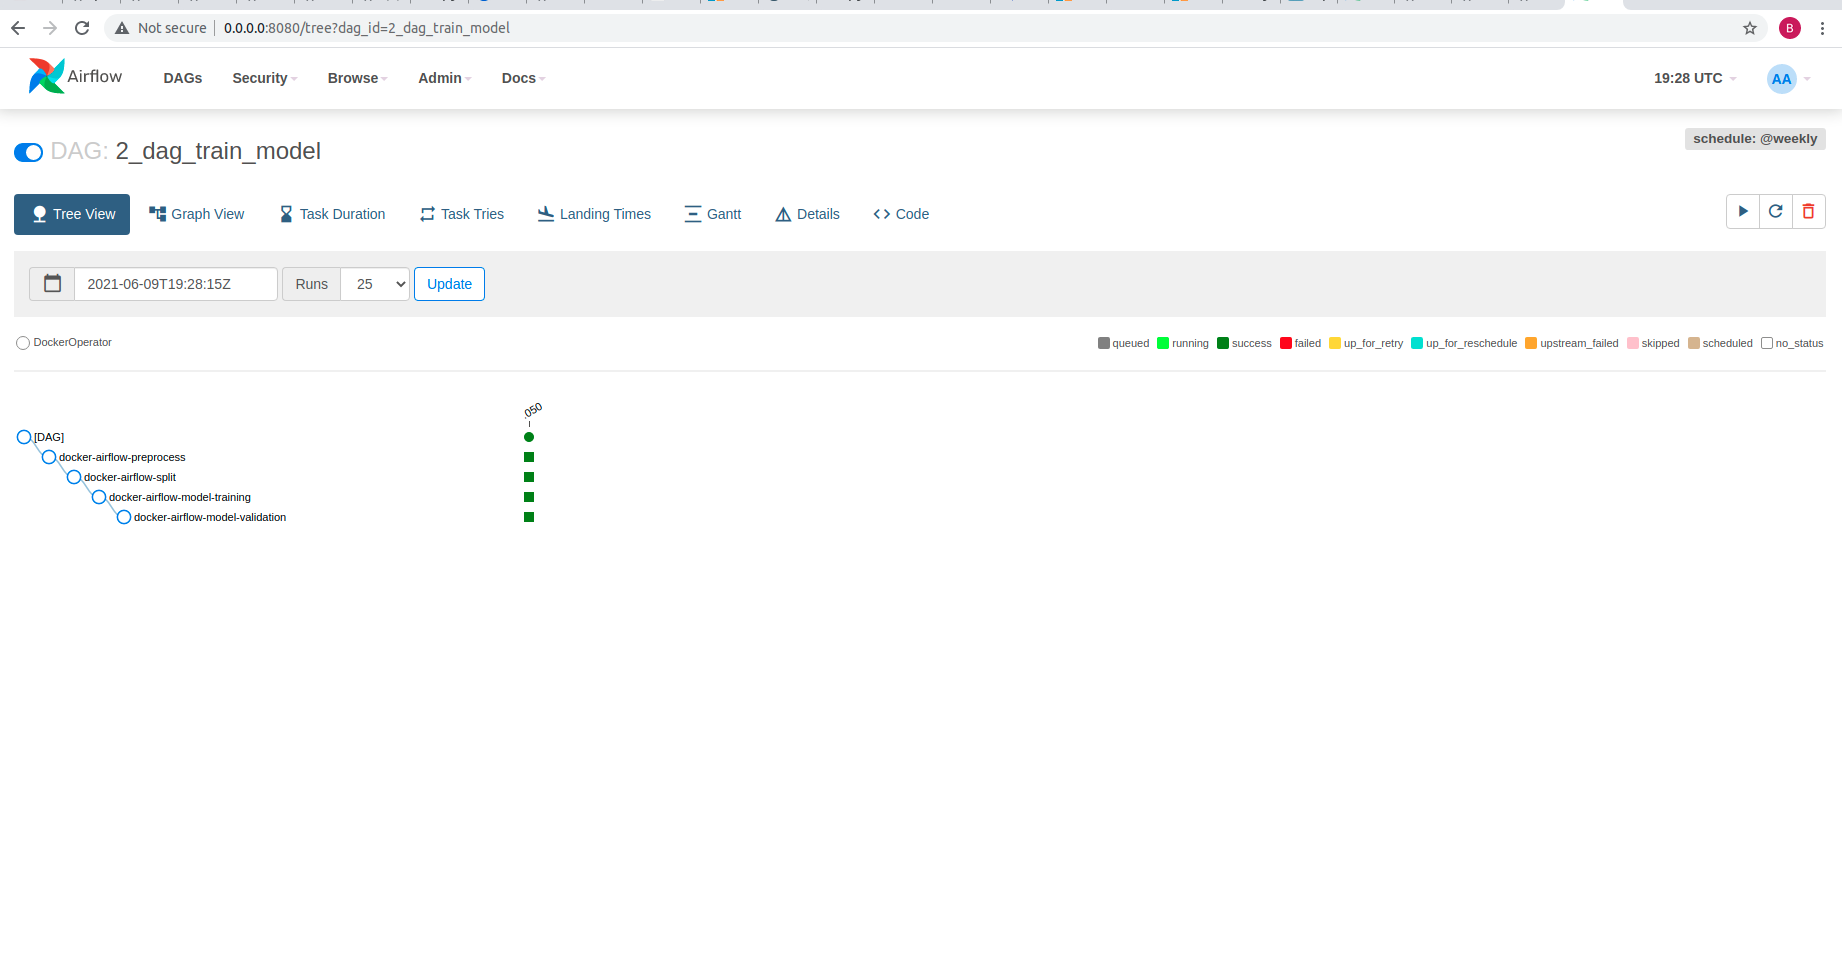 Not secure 0.0.0.0:8080/tree?dag_id=2_dag_train_model B
Airflow DAGs Security Browse Admin Docs 19:28 UTC AA
DAG: 2_dag_train_model schedule: @weekly
Tree View Graph View Task Duration Task Tries Landing Times Gantt Details Code
2021-06-09T19:28:15Z Runs 25 Update
DockerOperator queued running success failed up_for_retry up_for_reschedule upstream_failed skipped scheduled no_status
.050
[DAG]
docker-airflow-preprocess
docker-airflow-split
docker-airflow-model-training
docker-airflow-model-validation